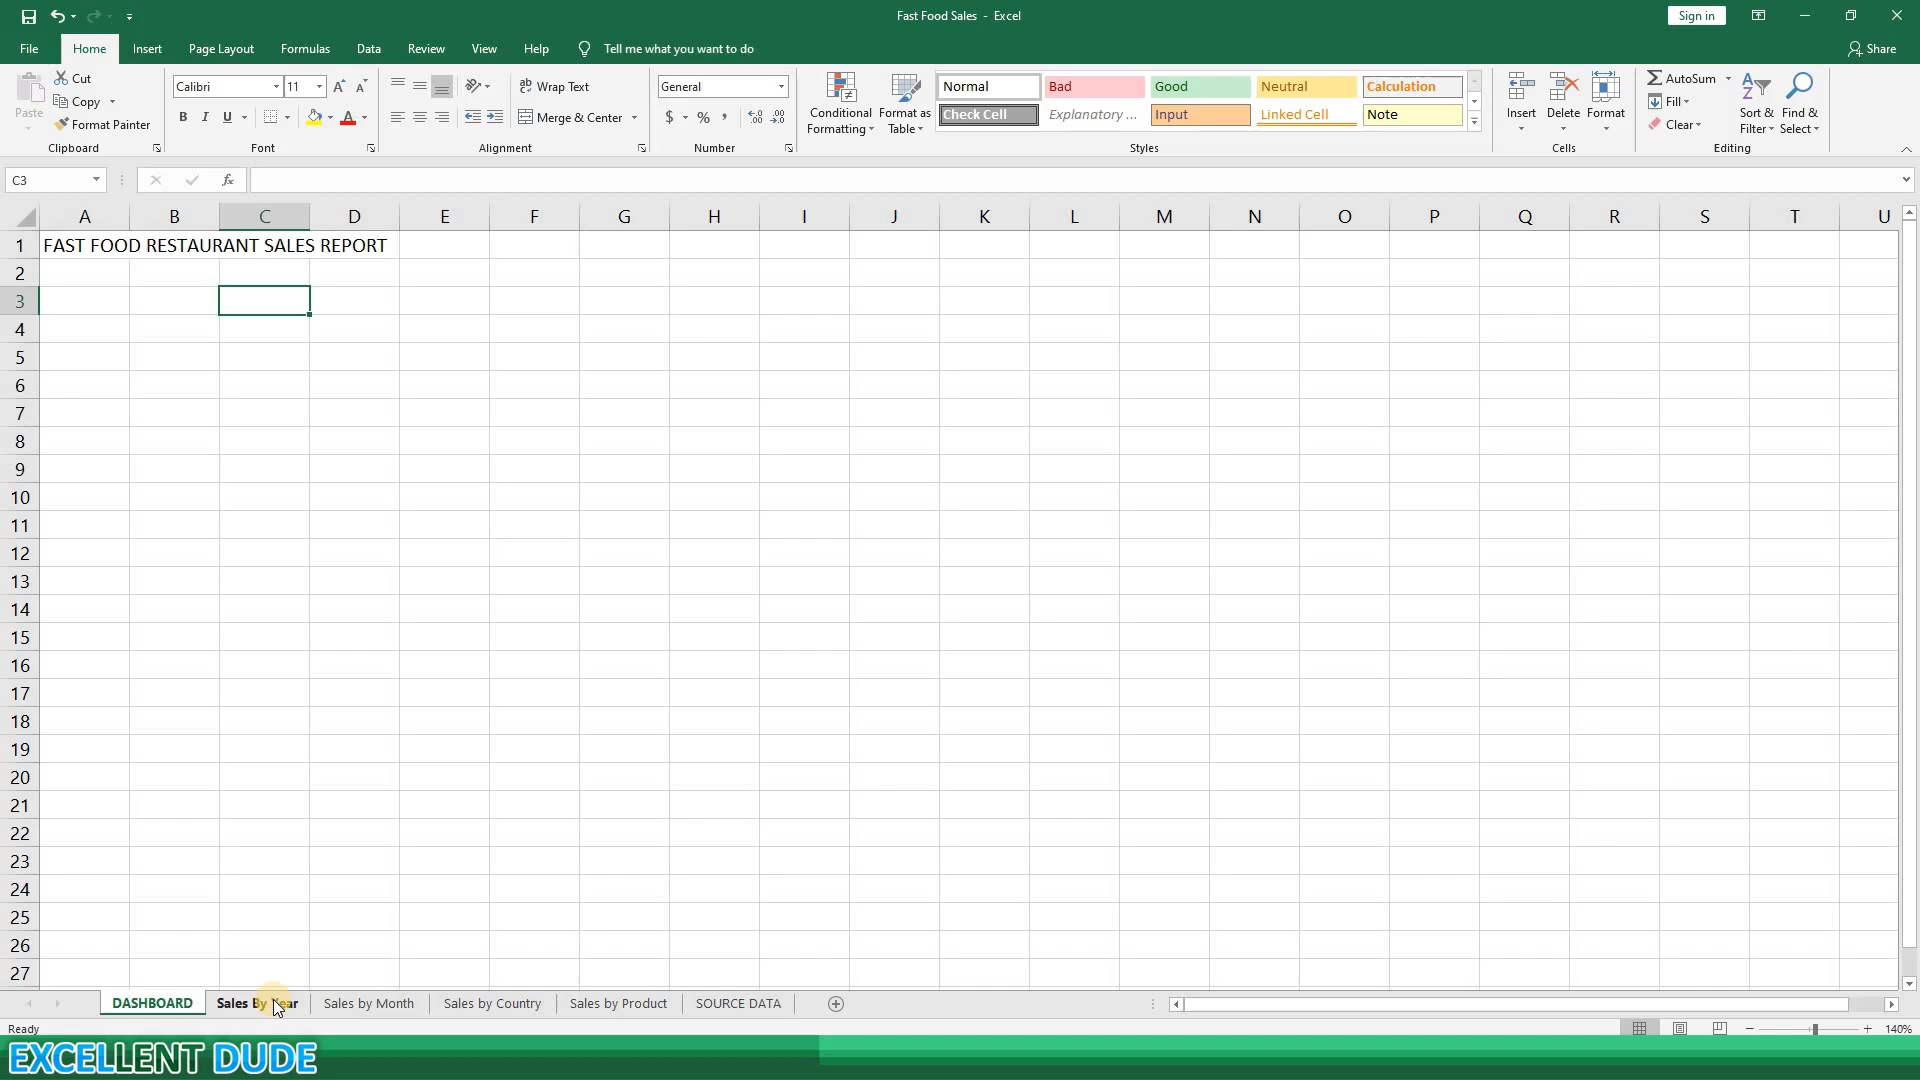 Fast Food Sales - Excel
Sign in
File Home Insert Page Layout Formulas Data Review View Help Tell me what you want to do Share
Paste Cut Copy Format Painter Clipboard
Calibri 11 A A B I U A Font
Wrap Text Merge & Center Alignment
General $ % , Number
Conditional Formatting Format as Table
Normal Bad Good Neutral Calculation
Check Cell Explanatory ... Input Linked Cell Note
Styles
Insert Delete Format Cells
AutoSum Fill Clear Sort & Filter Find & Select Editing
C3 fx
A B C D E F G H I J K L M N O P Q R S T U
1 FAST FOOD RESTAURANT SALES REPORT
2
3
4
5
6
7
8
9
10
11
12
13
14
15
16
17
18
19
20
21
22
23
24
25
26
27
DASHBOARD Sales By Year Sales by Month Sales by Country Sales by Product SOURCE DATA
Ready 140%
EXCELLENT DUDE